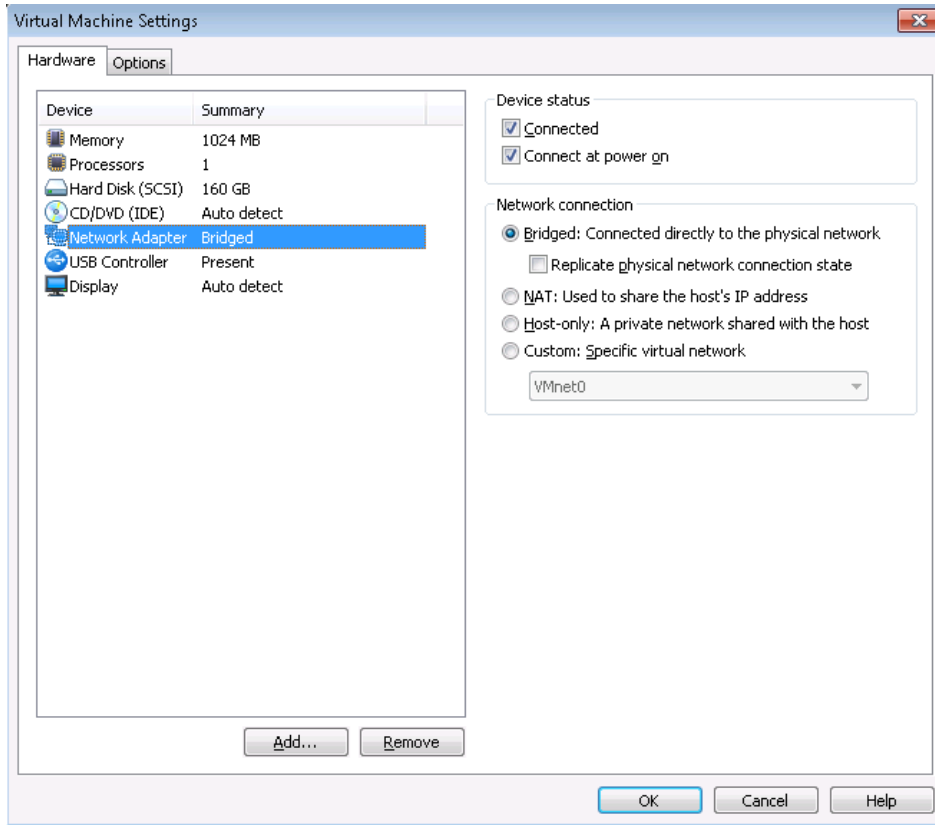 Virtual Machine Settings
Hardware Options
Device Summary
Memory 1024 MB
Processors 1
Hard Disk (SCSI) 160 GB
CD/DVD (IDE) Auto detect
Network Adapter Bridged
USB Controller Present
Display Auto detect
Add... Remove
Device status
Connected
Connect at power on
Network connection
Bridged: Connected directly to the physical network
Replicate physical network connection state
NAT: Used to share the host's IP address
Host-only: A private network shared with the host
Custom: Specific virtual network
VMnet0
OK Cancel Help